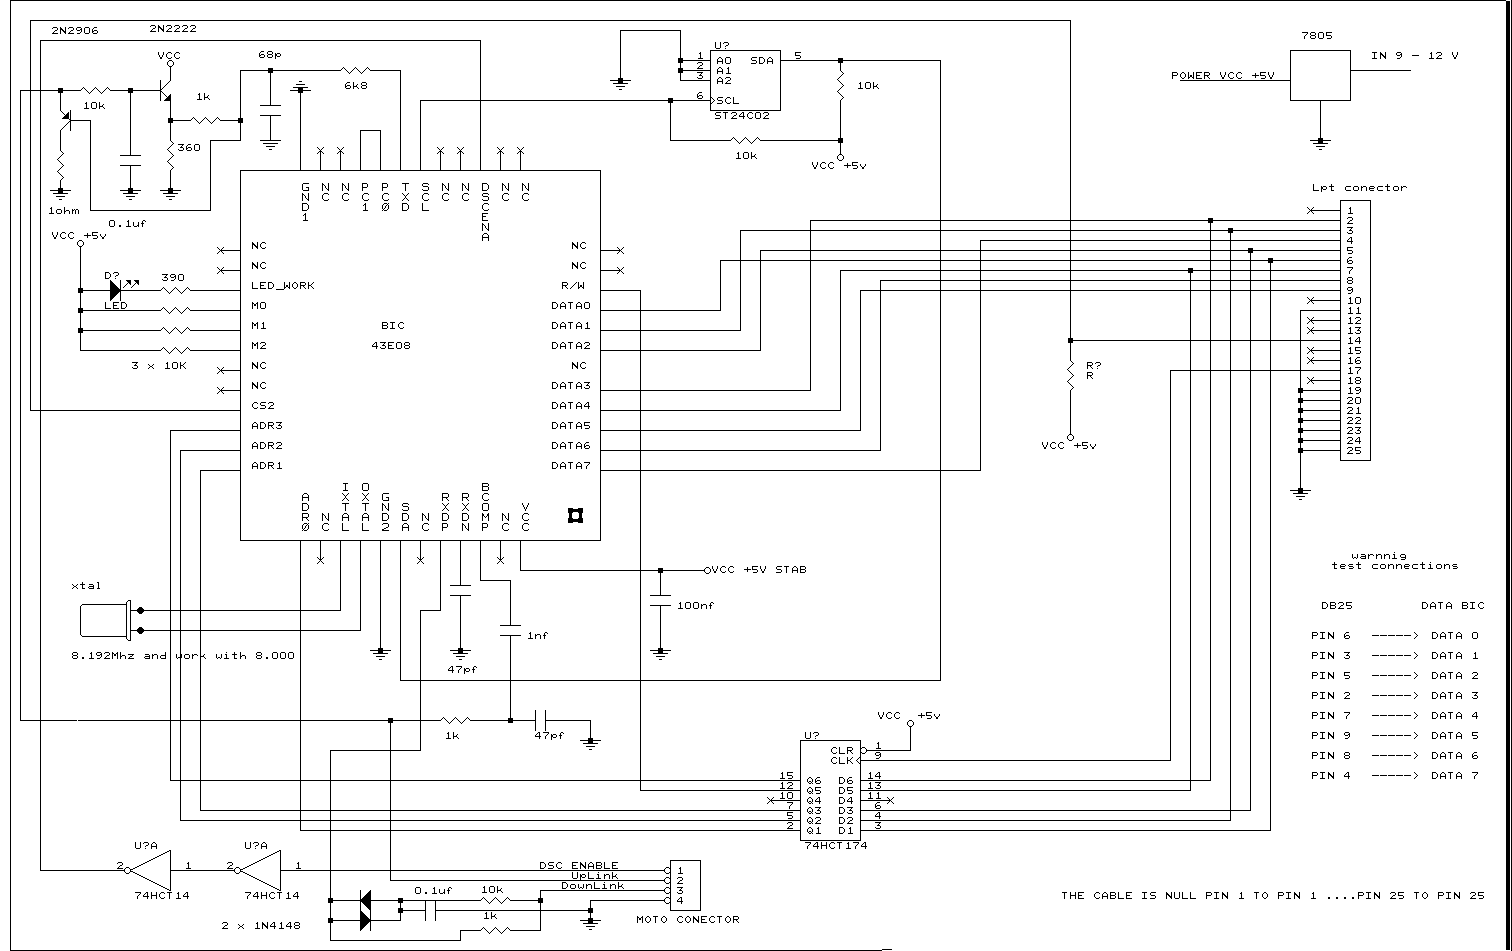 2N2906
2N2222
VCC
68p
10k
1k
6k8
360
1ohm
0.1uf
VCC +5v
U?
1 A0 SDA 5
2 A1
3 A2
6 SCL
ST24C02
10k
10k
VCC +5v
7805
IN 9 - 12 V
POWER VCC +5V
Lpt conector
1
2
3
4
5
6
7
8
9
10
11
12
13
14
15
16
17
18
19
20
21
22
23
24
25
GND1
NC
NC
PC1
PC0
TXD
SCL
NC
NC
DSCENA
NC
NC
NC
NC
LED_WORK
M0
M1
M2
NC
NC
CS2
ADR3
ADR2
ADR1
D?
LED
390
3 x 10K
BIC
43E08
NC
NC
R/W
DATA0
DATA1
DATA2
NC
DATA3
DATA4
DATA5
DATA6
DATA7
ADR0
NC
IXTAL
OXTAL
GND2
SDA
NC
RXDP
RXDN
BCOMP
NC
VCC
R?
R
VCC +5v
VCC +5V STAB
100nf
1nf
47pf
xtal
8.192Mhz and work with 8.000
1k
47pf
warnnig
test connections
DB25 DATA BIC
PIN 6 -----> DATA 0
PIN 3 -----> DATA 1
PIN 5 -----> DATA 2
PIN 2 -----> DATA 3
PIN 7 -----> DATA 4
PIN 9 -----> DATA 5
PIN 8 -----> DATA 6
PIN 4 -----> DATA 7
VCC +5v
U?
CLR 1
CLK 9
15 Q6 D6 14
12 Q5 D5 13
10 Q4 D4 11
7 Q3 D3 6
5 Q2 D2 4
2 Q1 D1 3
74HCT174
U?A
2 1
74HCT14
U?A
2 1
74HCT14
DSC ENABLE
UpLink
DownLink
1
2
3
4
MOTO CONECTOR
0.1uf
10k
1k
2 x 1N4148
THE CABLE IS NULL PIN 1 TO PIN 1 ....PIN 25 TO PIN 25